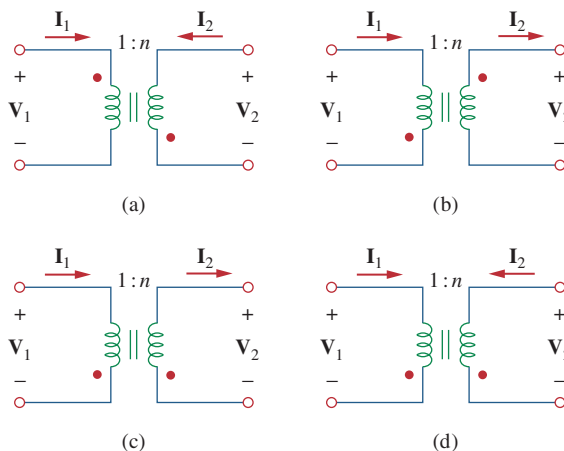 I1 I2 I1 I2
1 : n 1 : n
+ + + +
V1 V2 V1 V
− − − −
(a) (b)
I1 I2 I1 I2
1 : n 1 : n
+ + + +
V1 V2 V1 V
− − − −
(c) (d)